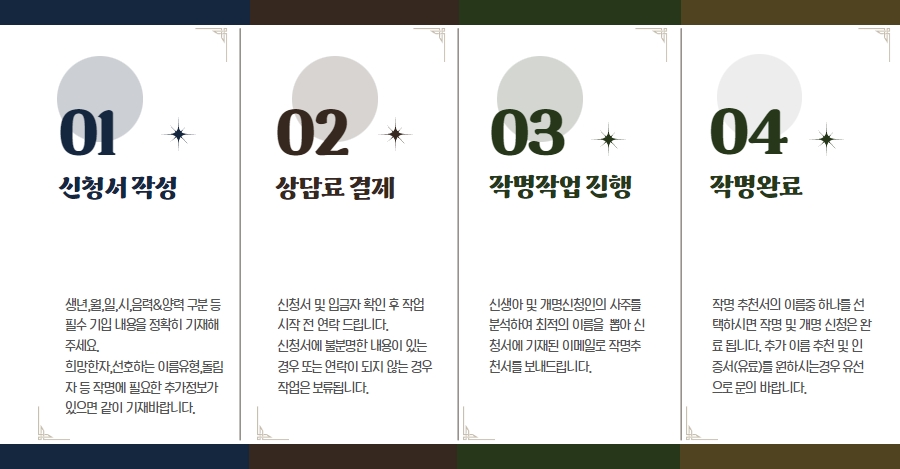 01
신청서 작성
생년,월,일,시,음력&양력 구분 등
필수 기입 내용을 정확히 기재해
주세요.
희망한자,선호하는 이름유형,돌림
자 등 작명에 필요한 추가정보가
있으면 같이 기재바랍니다.
02
상담료 결제
신청서 및 입금자 확인 후 작업
시작 전 연락 드립니다.
신청서에 불분명한 내용이 있는
경우 또는 연락이 되지 않는 경우
작업은 보류됩니다.
03
작명작업 진행
신생아 및 개명신청인의 사주를
분석하여 최적의 이름을 뽑아 신
청서에 기재된 이메일로 작명추
천서를 보내드립니다.
04
작명완료
작명 추천서의 이름중 하나를 선
택하시면 작명 및 개명 신청은 완
료 됩니다. 추가 이름 추천 및 인
증서(유료)를 원하시는경우 유선
으로 문의 바랍니다.